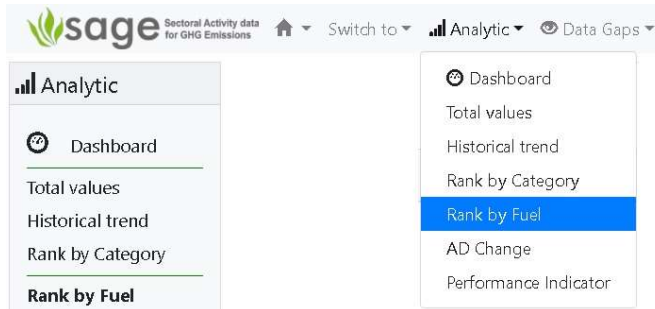 sage Sectoral Activity data for GHG Emissions Switch to Analytic Data Gaps
Analytic
Dashboard
Total values
Historical trend
Rank by Category
Rank by Fuel
Dashboard
Total values
Historical trend
Rank by Category
Rank by Fuel
AD Change
Performance Indicator